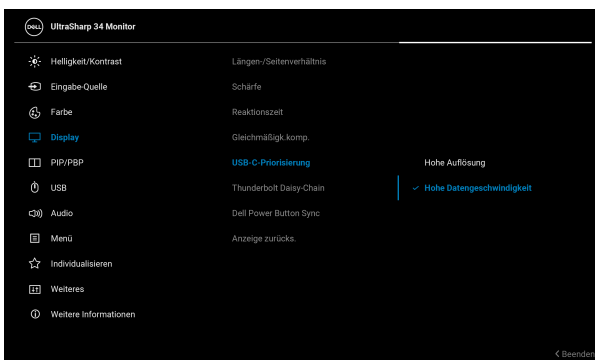 DELL UltraSharp 34 Monitor
Helligkeit/Kontrast Längen-/Seitenverhältnis
Eingabe-Quelle Schärfe
Farbe Reaktionszeit
Display Gleichmäßigk.komp.
PIP/PBP USB-C-Priorisierung Hohe Auflösung
USB Thunderbolt Daisy-Chain Hohe Datengeschwindigkeit
Audio Dell Power Button Sync
Menü Anzeige zurücks.
Individualisieren
Weiteres
Weitere Informationen
Beenden